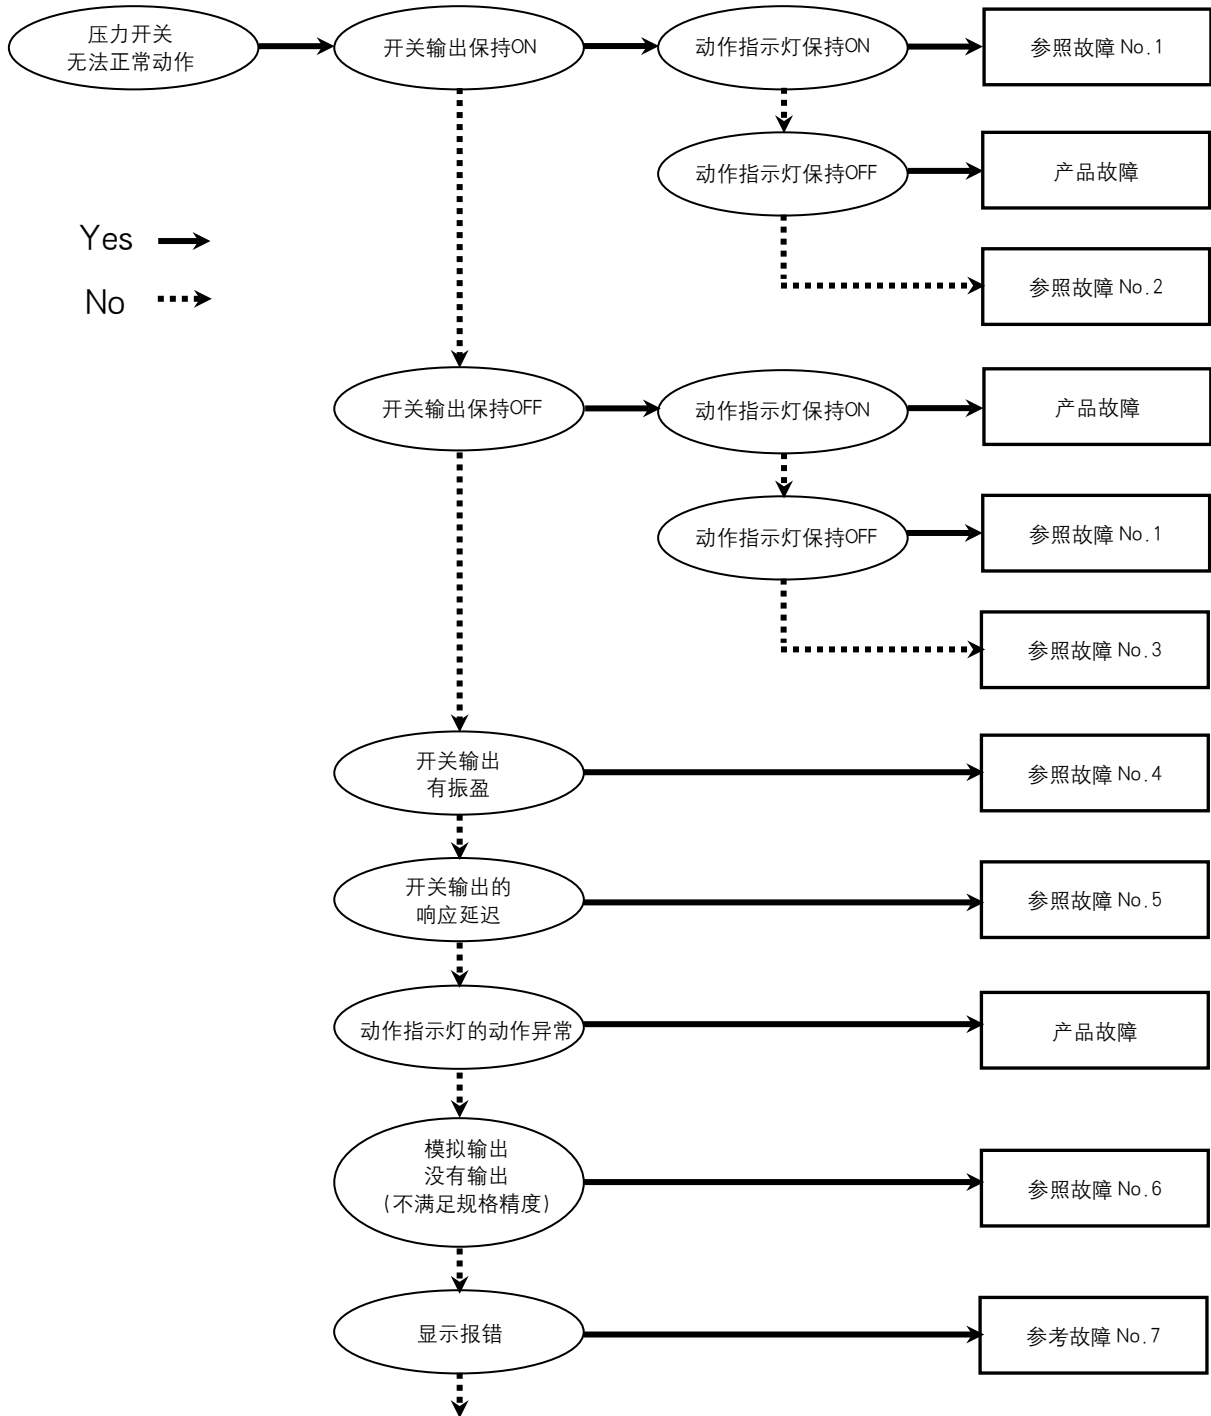 压力开关
无法正常动作
开关输出保持ON
动作指示灯保持ON
参照故障 No.1
动作指示灯保持OFF
产品故障
Yes
No
参照故障 No.2
开关输出保持OFF
动作指示灯保持ON
产品故障
动作指示灯保持OFF
参照故障 No.1
参照故障 No.3
开关输出
有振盈
参照故障 No.4
开关输出的
响应延迟
参照故障 No.5
动作指示灯的动作异常
产品故障
模拟输出
没有输出
(不满足规格精度)
参照故障 No.6
显示报错
参考故障 No.7